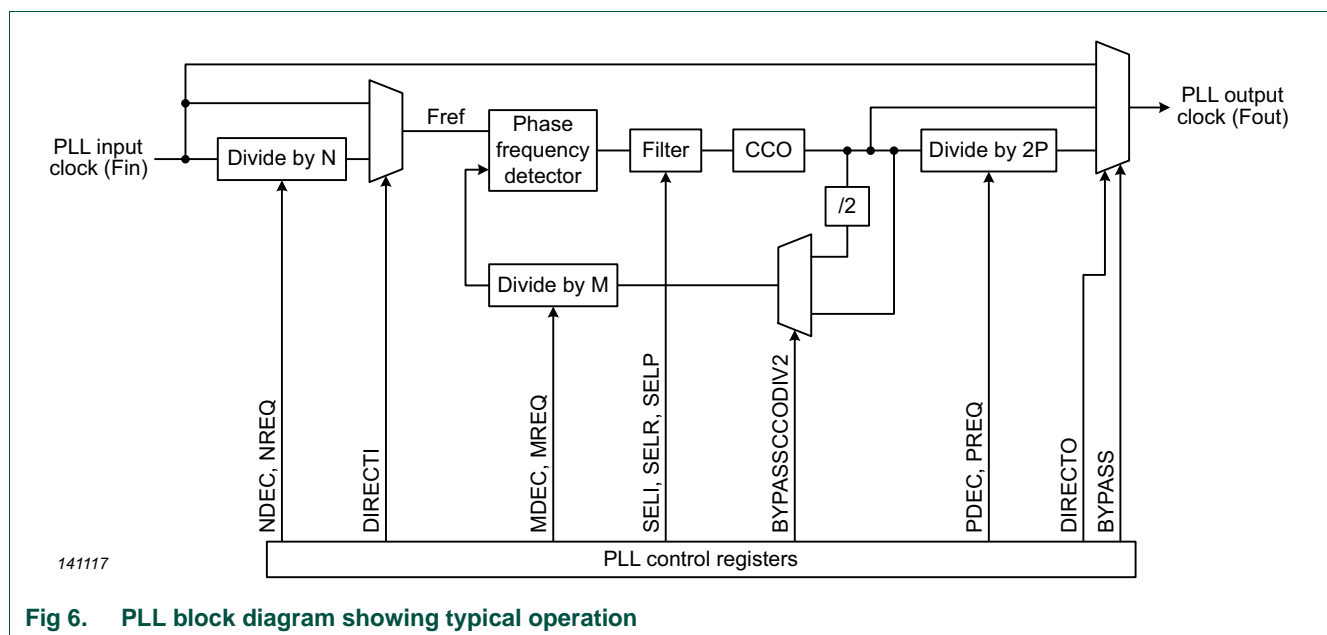 PLL input
clock (Fin)
Divide by N
Fref
Phase
frequency
detector
Filter
CCO
Divide by 2P
PLL output
clock (Fout)
/2
Divide by M
NDEC, NREQ
DIRECTI
MDEC, MREQ
SELI, SELR, SELP
BYPASSCCODIV2
PDEC, PREQ
DIRECTO
BYPASS
PLL control registers
141117
Fig 6. PLL block diagram showing typical operation